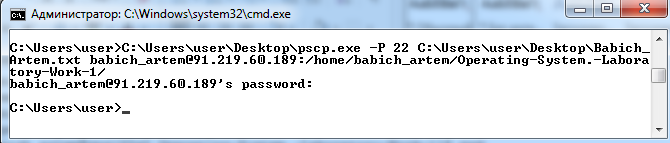 Администратор: C:\Windows\system32\cmd.exe
C:\Users\user>C:\Users\user\Desktop\pscp.exe -P 22 C:\Users\user\Desktop\Babich_
Artem.txt babich_artem@91.219.60.189:/home/babich_artem/Operating-System.-Labora
tory-Work-1/
babich_artem@91.219.60.189's password:
C:\Users\user>_